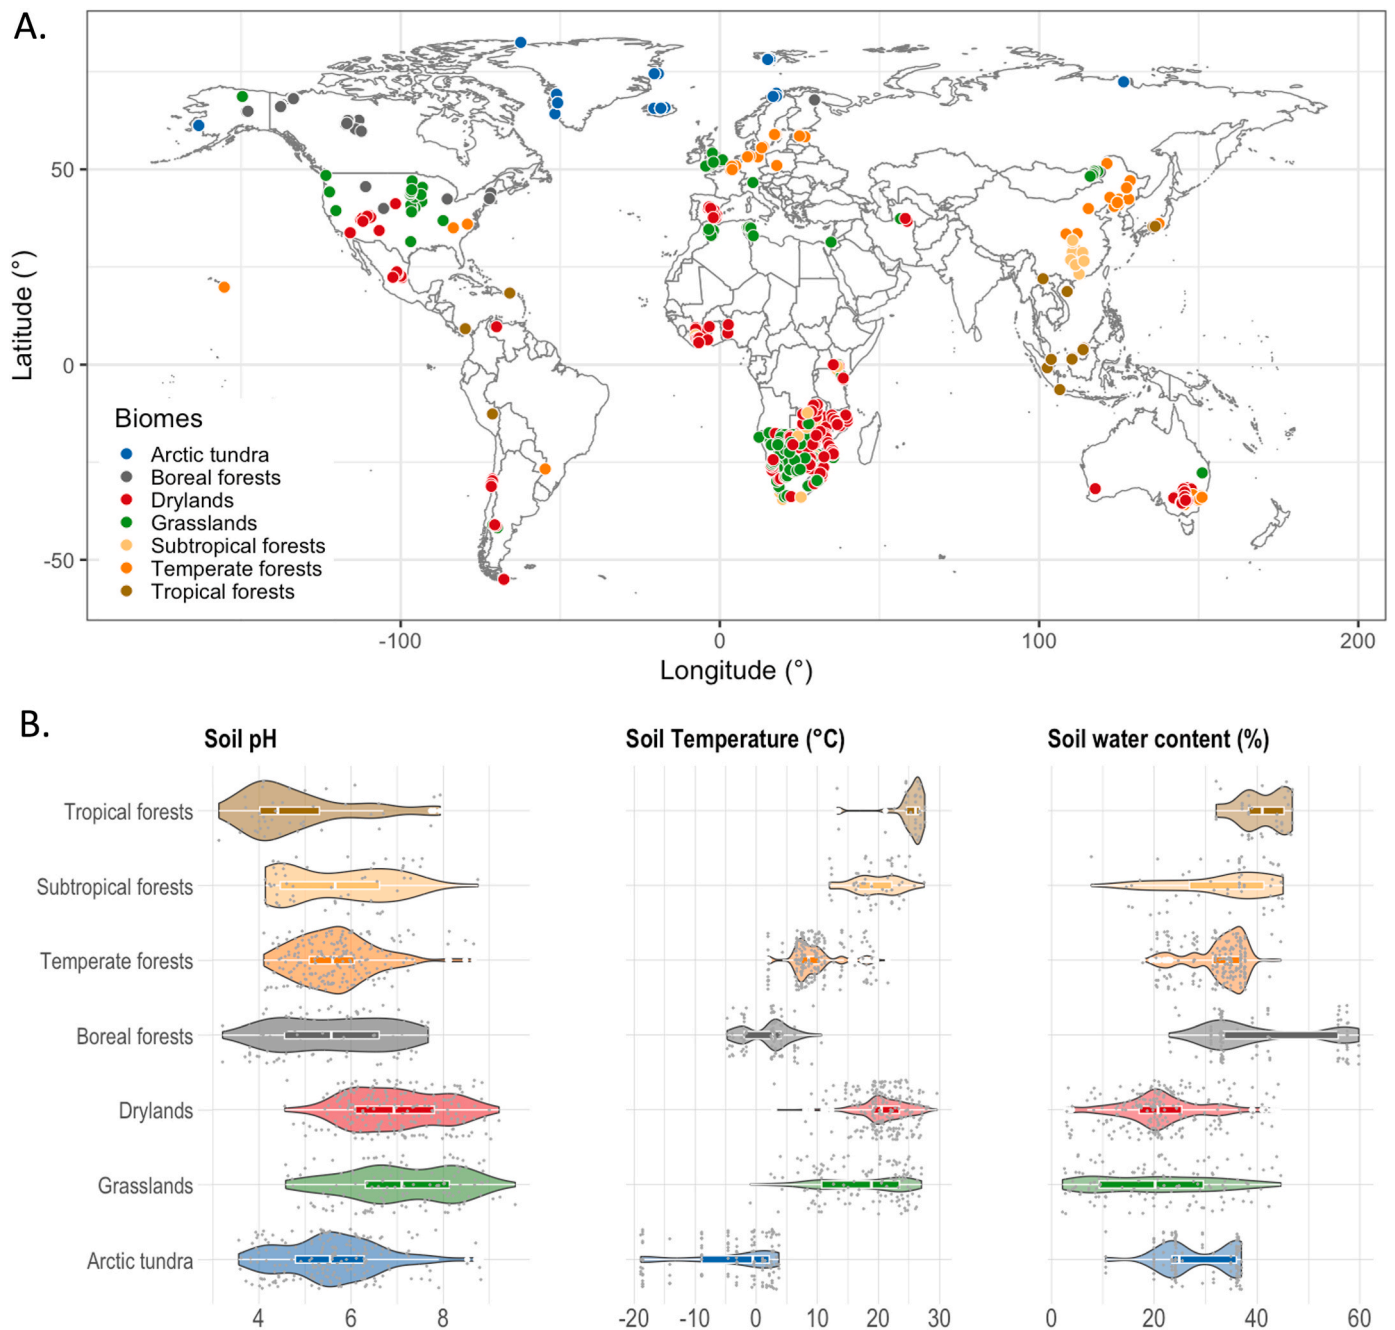 A.
50
0
-50
Latitude (°)
Biomes
Arctic tundra
Boreal forests
Drylands
Grasslands
Subtropical forests
Temperate forests
Tropical forests
-100 0 100 200
Longitude (°)
B.
Soil pH Soil Temperature (°C) Soil water content (%)
Tropical forests
Subtropical forests
Temperate forests
Boreal forests
Drylands
Grasslands
Arctic tundra
4 6 8 -20 -10 0 10 20 30 0 20 40 60